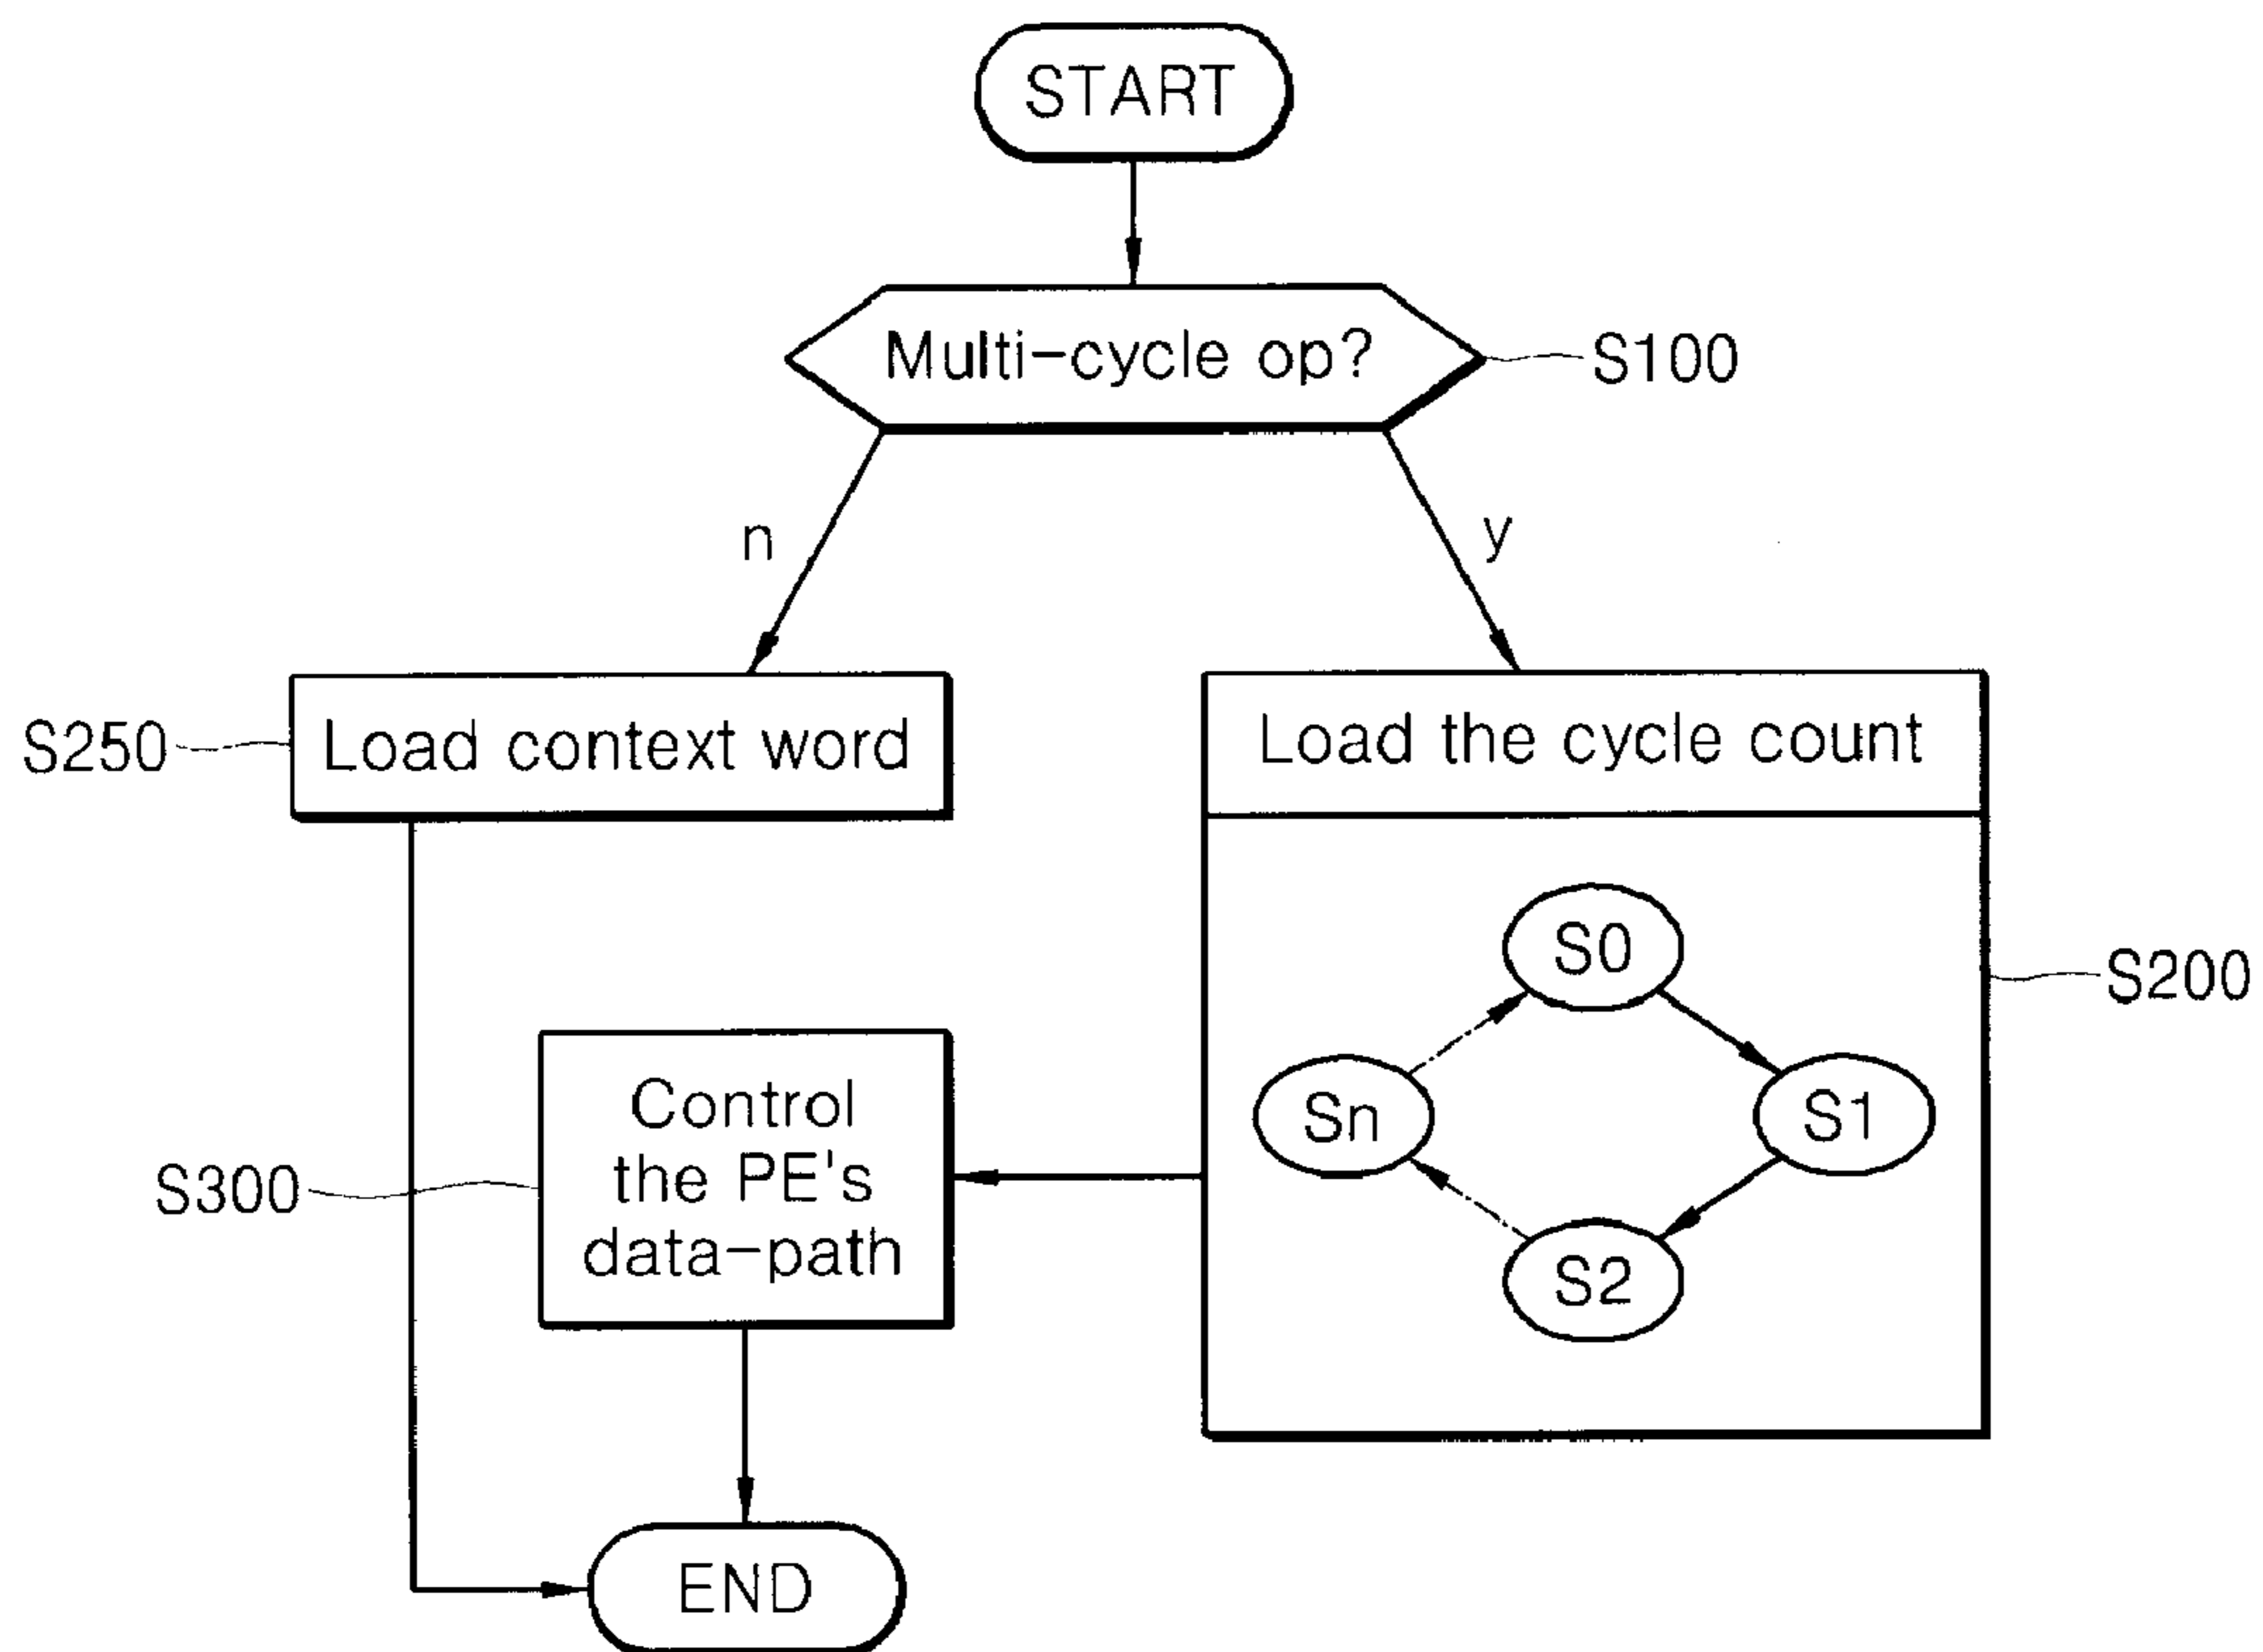 START
Multi-cycle op?
S100
n
y
S250
Load context word
Load the cycle count
S0
S200
Sn
S1
S2
S300
Control
the PE's
data-path
END